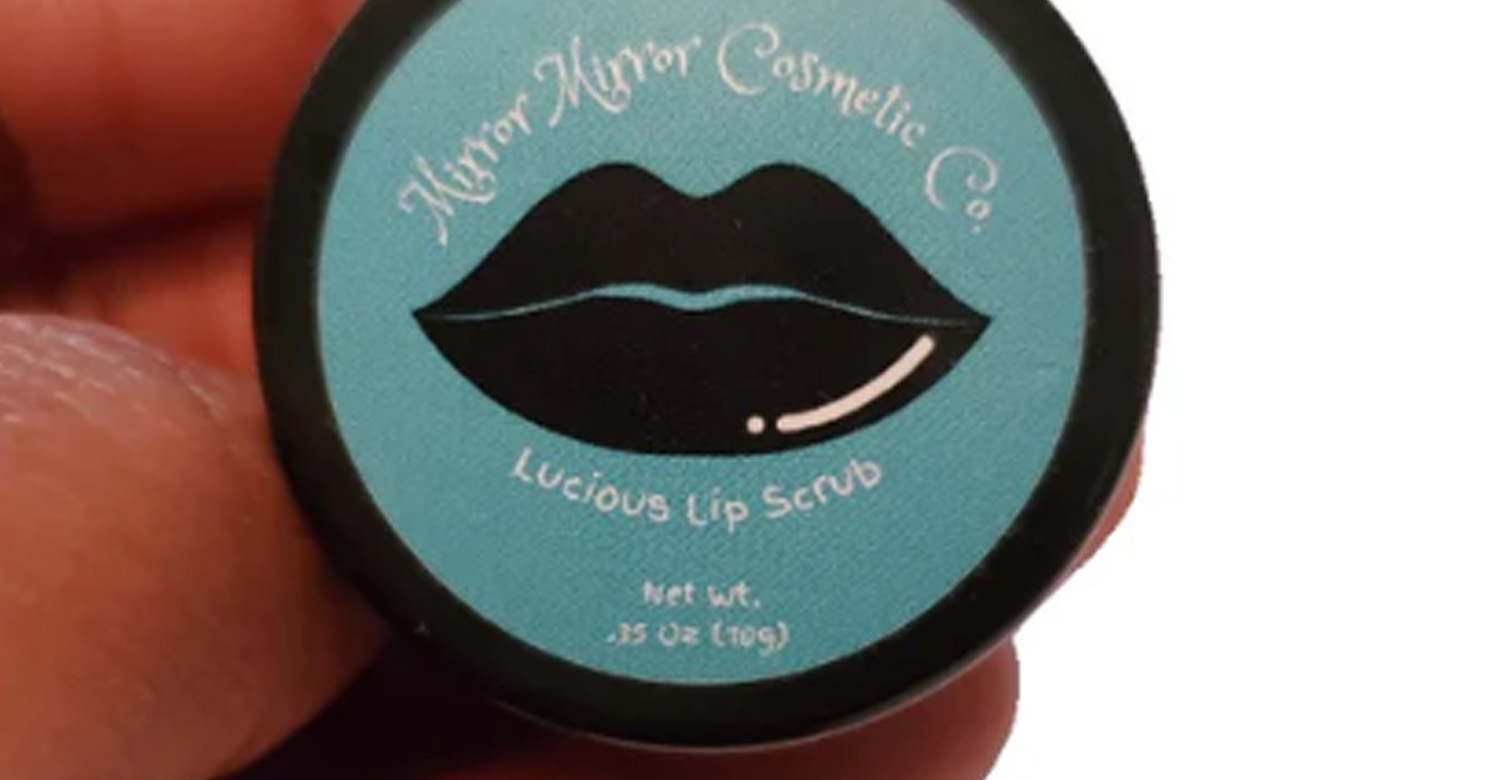 Mirror Mirror Cosmetic Co.
Lucious Lip Scrub
Net wt.
.35 Oz (10g)